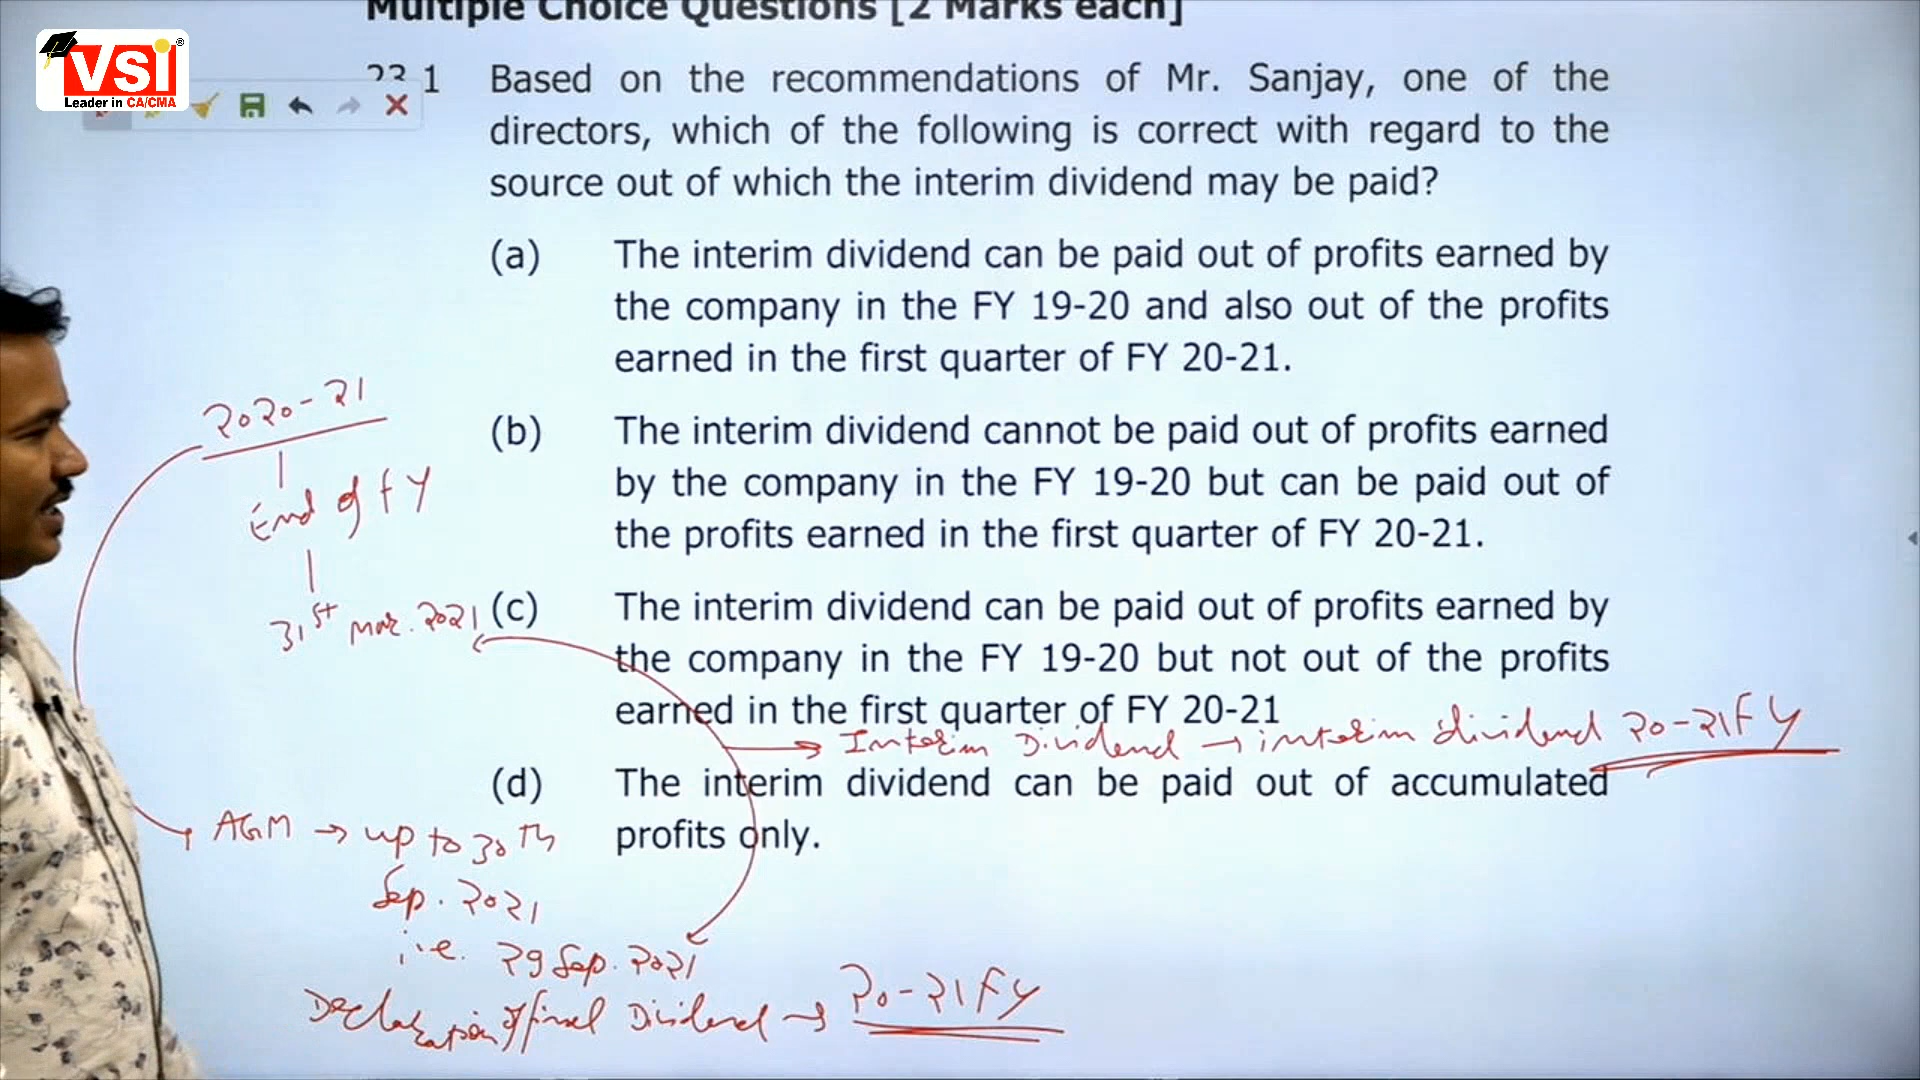 Multiple Choice Questions [2 Marks each]
VSI
®
Leader in CA/CMA
23.1 Based on the recommendations of Mr. Sanjay, one of the
directors, which of the following is correct with regard to the
source out of which the interim dividend may be paid?
(a) The interim dividend can be paid out of profits earned by
the company in the FY 19-20 and also out of the profits
earned in the first quarter of FY 20-21.
(b) The interim dividend cannot be paid out of profits earned
by the company in the FY 19-20 but can be paid out of
the profits earned in the first quarter of FY 20-21.
(c) The interim dividend can be paid out of profits earned by
the company in the FY 19-20 but not out of the profits
earned in the first quarter of FY 20-21
(d) The interim dividend can be paid out of accumulated
profits only.
2020-21
End of FY
31st Mar. 2021
→ Interim Dividend → interim dividend 20-21 FY
AGM → up to 30th
Sep. 2021
i.e. 29 Sep. 2021
Declaration of final Dividend → 20-21 FY